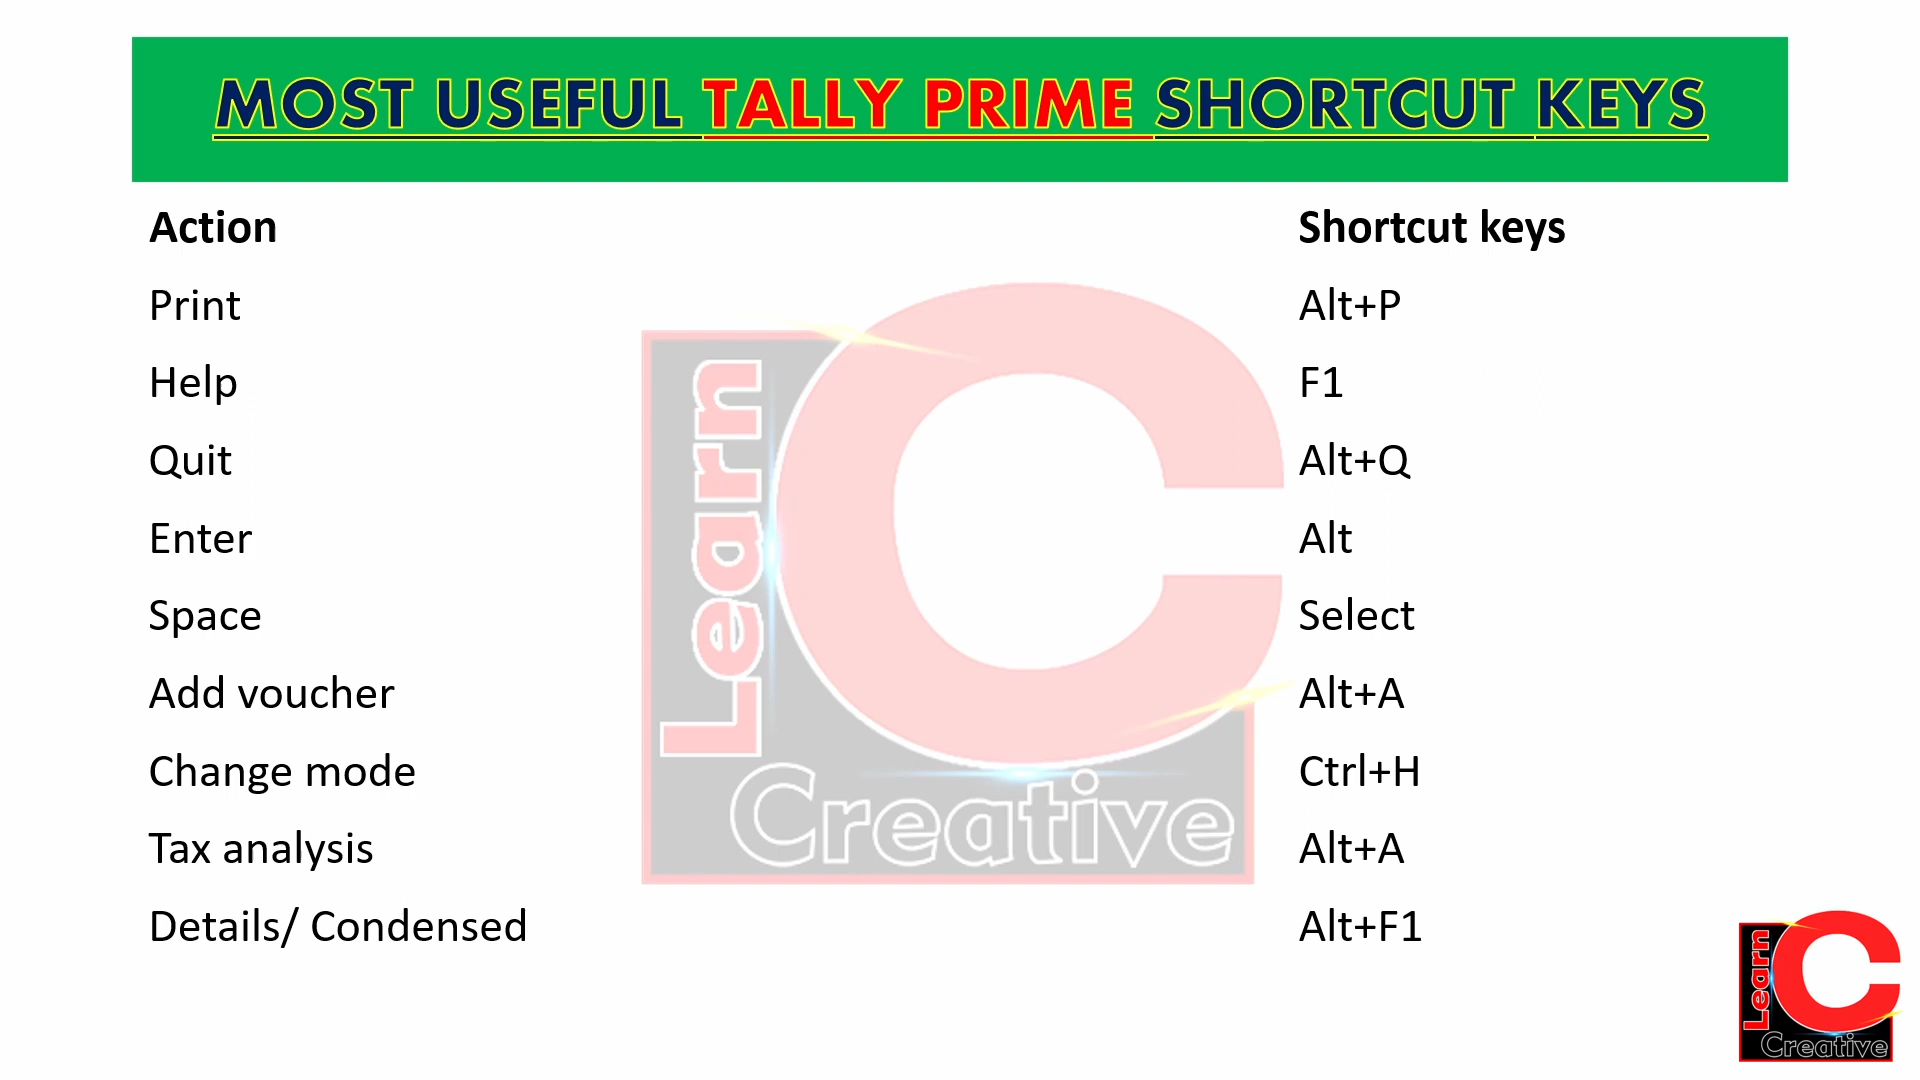 MOST USEFUL TALLY PRIME SHORTCUT KEYS
Action Shortcut keys
Print Alt+P
Help F1
Quit Alt+Q
Enter Alt
Space Select
Add voucher Alt+A
Change mode Ctrl+H
Tax analysis Alt+A
Details/ Condensed Alt+F1
Learn
Creative
Learn
Creative